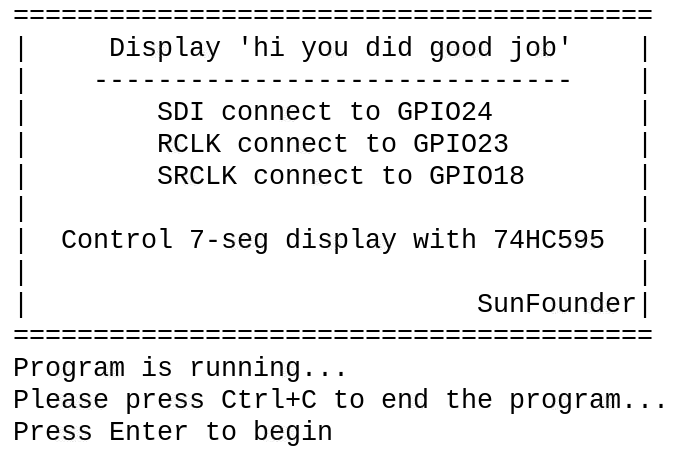 ========================================
|     Display 'hi you did good job'    |
|    ------------------------------    |
|        SDI connect to GPIO24         |
|        RCLK connect to GPIO23        |
|        SRCLK connect to GPIO18       |
|                                      |
|  Control 7-seg display with 74HC595  |
|                                      |
|                            SunFounder|
========================================
Program is running...
Please press Ctrl+C to end the program...
Press Enter to begin